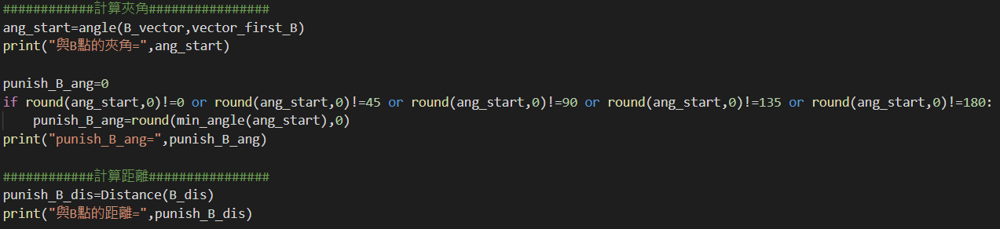 ############計算夾角################
ang_start=angle(B_vector,vector_first_B)
print("與B點的夾角=",ang_start)
punish_B_ang=0
if round(ang_start,0)!=0 or round(ang_start,0)!=45 or round(ang_start,0)!=90 or round(ang_start,0)!=135 or round(ang_start,0)!=180:
    punish_B_ang=round(min_angle(ang_start),0)
print("punish_B_ang=",punish_B_ang)
############計算距離################
punish_B_dis=Distance(B_dis)
print("與B點的距離=",punish_B_dis)